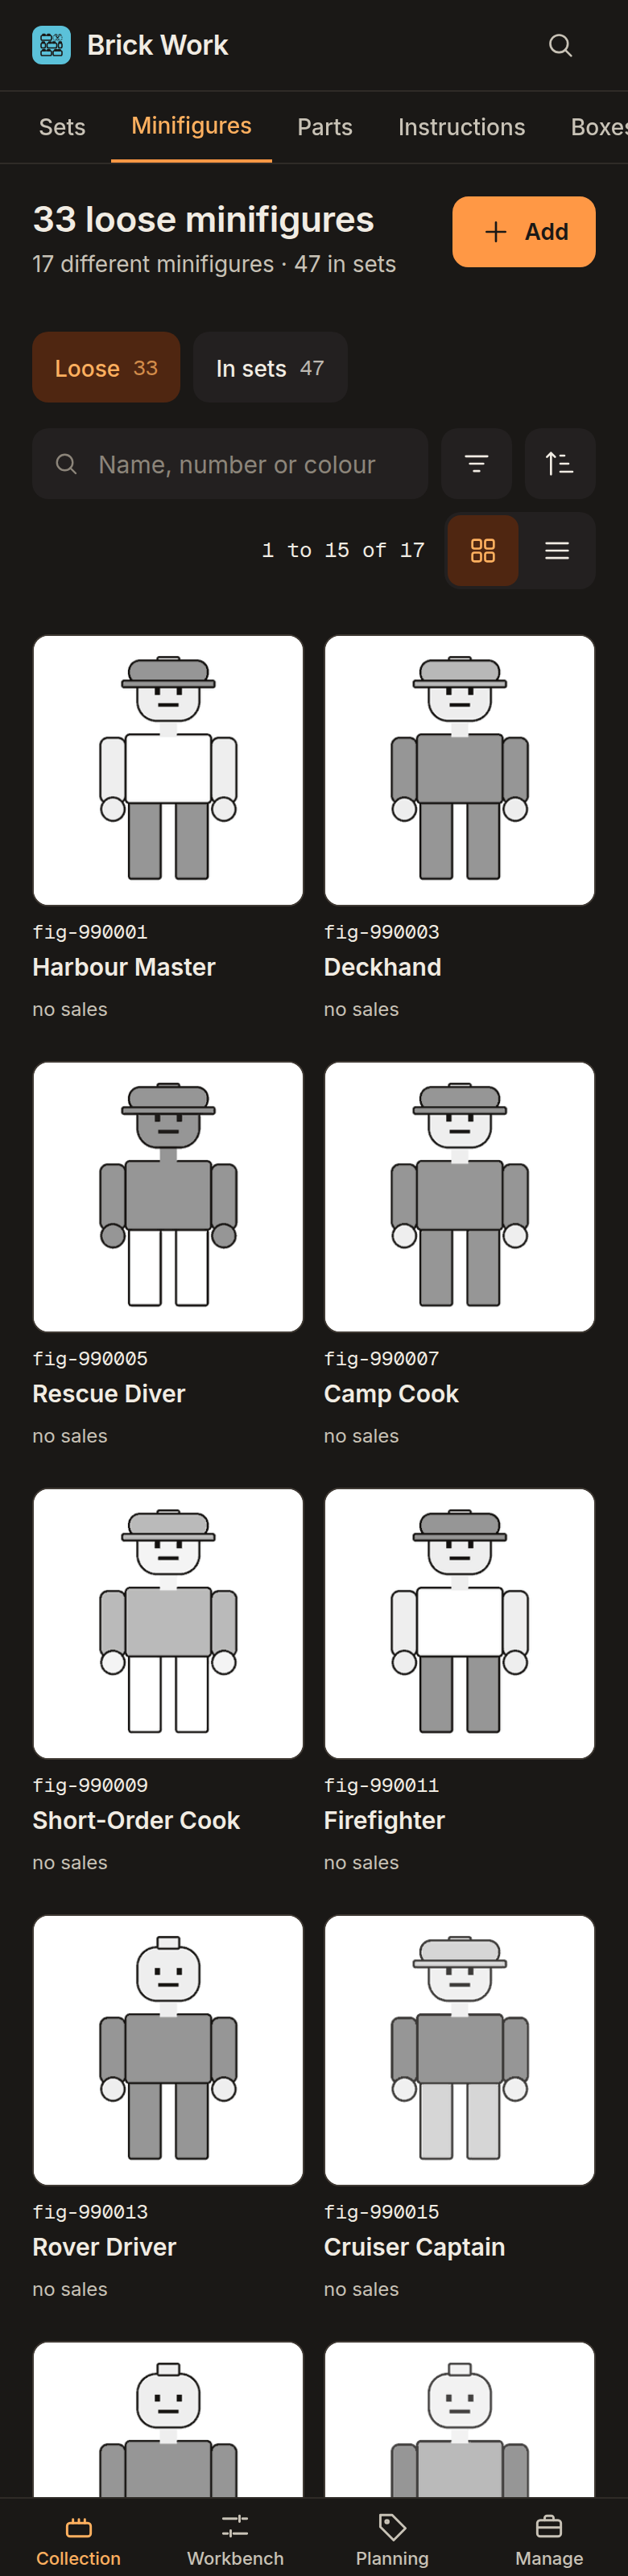 Brick Work
Sets Minifigures Parts Instructions Boxes
33 loose minifigures
17 different minifigures · 47 in sets
Add
Loose 33 In sets 47
Name, number or colour
1 to 15 of 17
fig-990001 fig-990003
Harbour Master Deckhand
no sales no sales
fig-990005 fig-990007
Rescue Diver Camp Cook
no sales no sales
fig-990009 fig-990011
Short-Order Cook Firefighter
no sales no sales
fig-990013 fig-990015
Rover Driver Cruiser Captain
no sales no sales
Collection Workbench Planning Manage